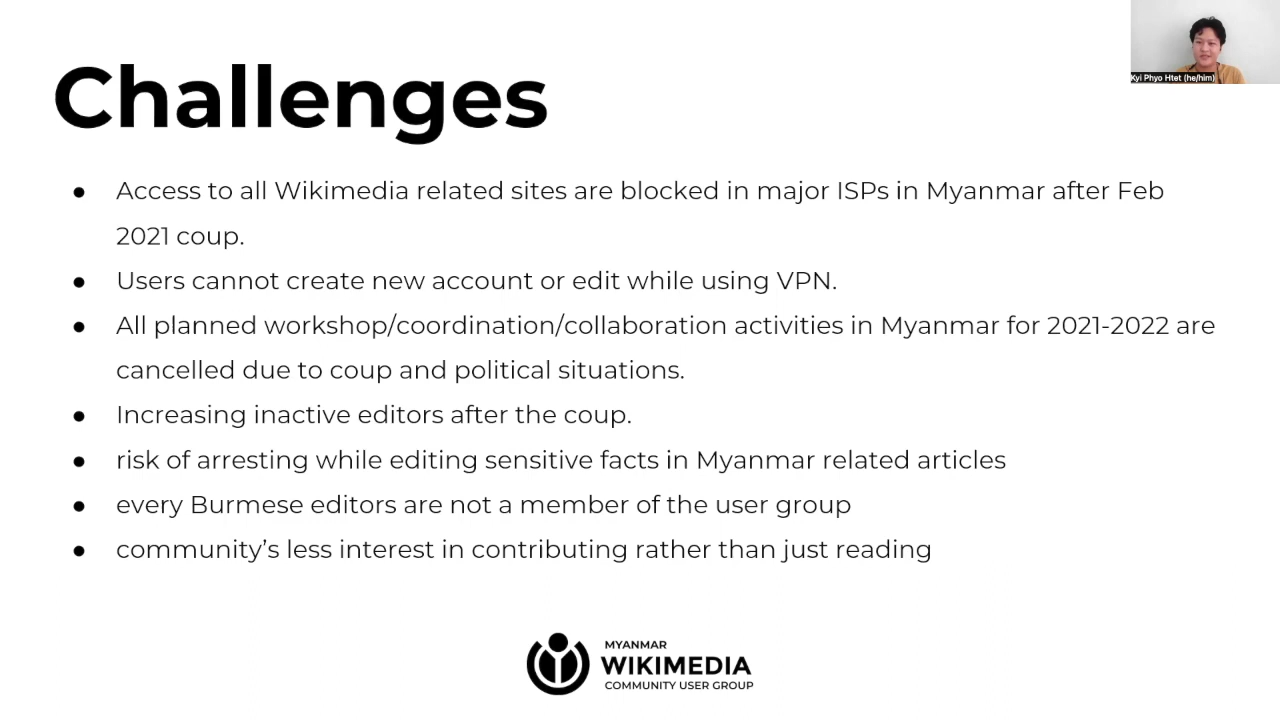 Kyi Phyo Htet (he/him)
Challenges
● Access to all Wikimedia related sites are blocked in major ISPs in Myanmar after Feb
2021 coup.
● Users cannot create new account or edit while using VPN.
● All planned workshop/coordination/collaboration activities in Myanmar for 2021-2022 are
cancelled due to coup and political situations.
● Increasing inactive editors after the coup.
● risk of arresting while editing sensitive facts in Myanmar related articles
● every Burmese editors are not a member of the user group
● community’s less interest in contributing rather than just reading
MYANMAR
WIKIMEDIA
COMMUNITY USER GROUP